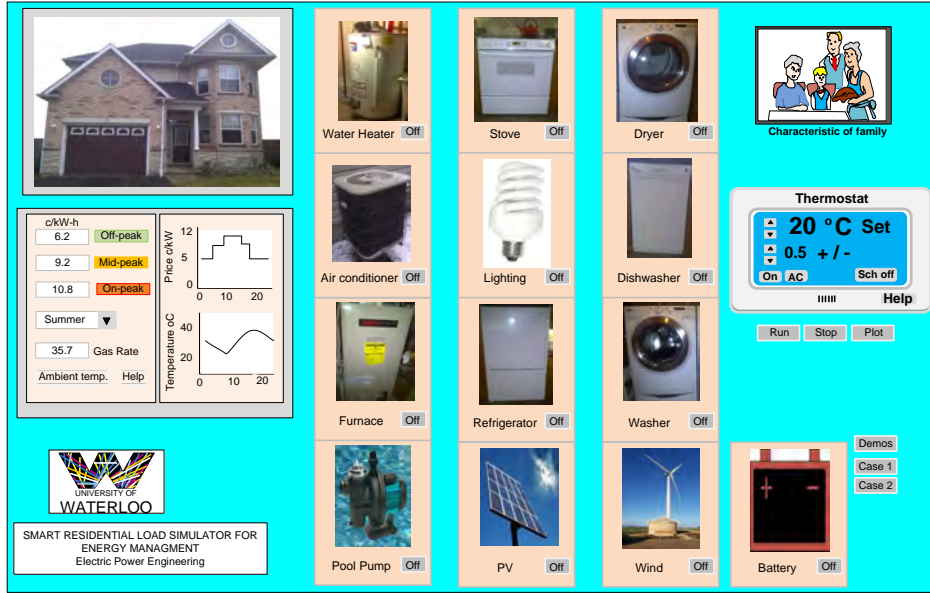 Water Heater Off
Stove Off
Dryer Off
Characteristic of family
Air conditioner Off
Lighting Off
Dishwasher Off
Thermostat
20 °C Set
0.5 + / -
On AC Sch off
Help
Run Stop Plot
c/kW-h
6.2 Off-peak
9.2 Mid-peak
10.8 On-peak
Summer ▼
35.7 Gas Rate
Ambient temp. Help
Price c/kW
12
5
0
0 10 20
Temperature oC
40
20
0 10 20
Furnace Off
Refrigerator Off
Washer Off
Pool Pump Off
PV Off
Wind Off
Battery Off
Demos
Case 1
Case 2
UNIVERSITY OF
WATERLOO
SMART RESIDENTIAL LOAD SIMULATOR FOR
ENERGY MANAGMENT
Electric Power Engineering